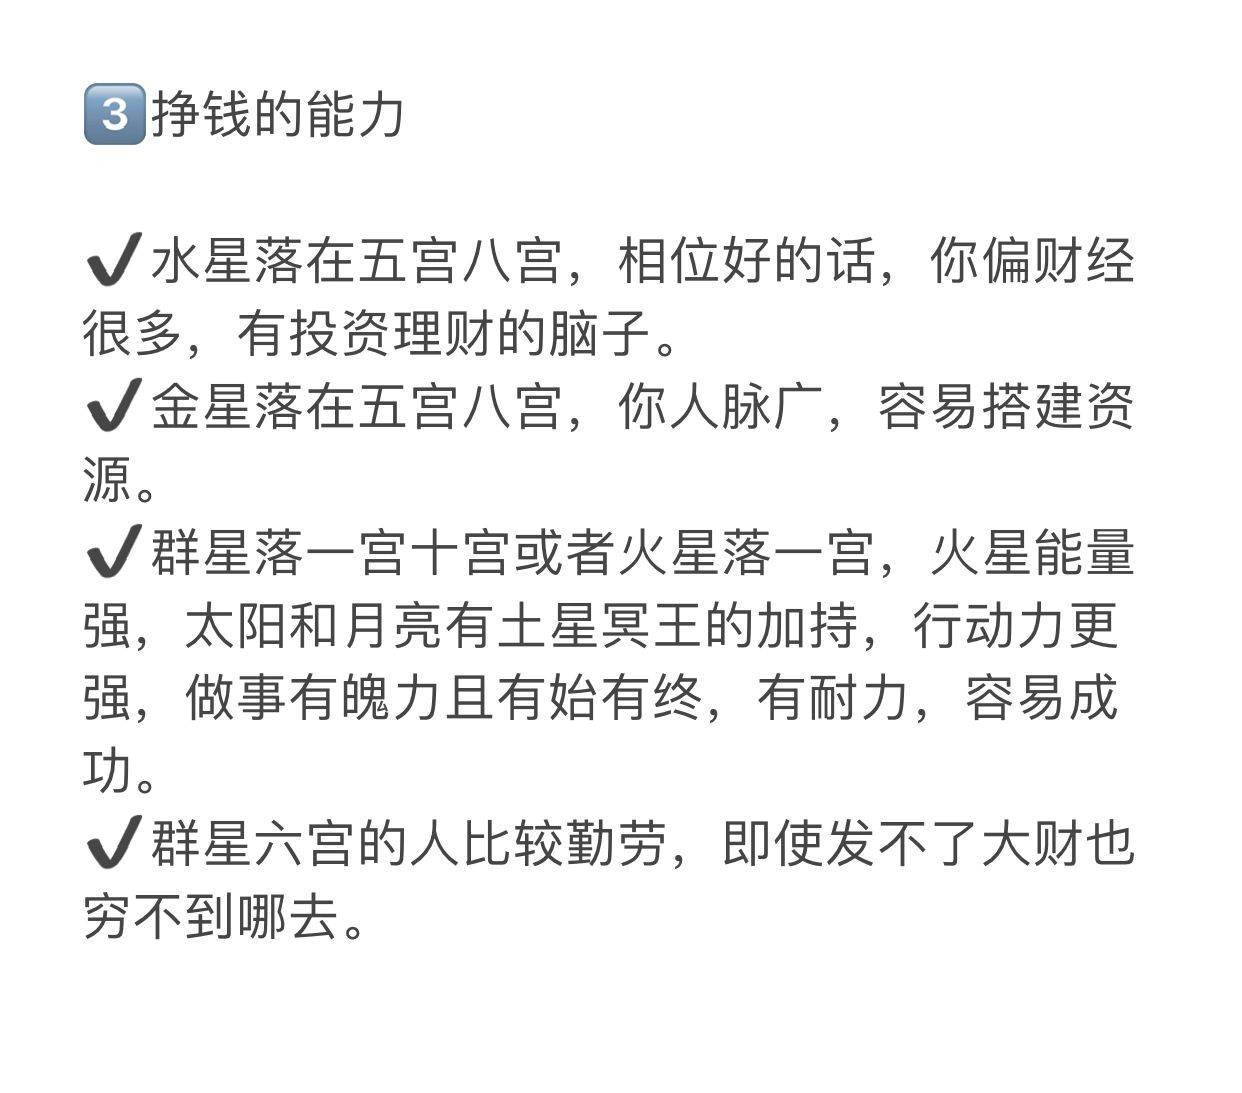 3️⃣挣钱的能力
✔️水星落在五宫八宫，相位好的话，你偏财经
很多，有投资理财的脑子。
✔️金星落在五宫八宫，你人脉广，容易搭建资
源。
✔️群星落一宫十宫或者火星落一宫，火星能量
强，太阳和月亮有土星冥王的加持，行动力更
强，做事有魄力且有始有终，有耐力，容易成
功。
✔️群星六宫的人比较勤劳，即使发不了大财也
穷不到哪去。